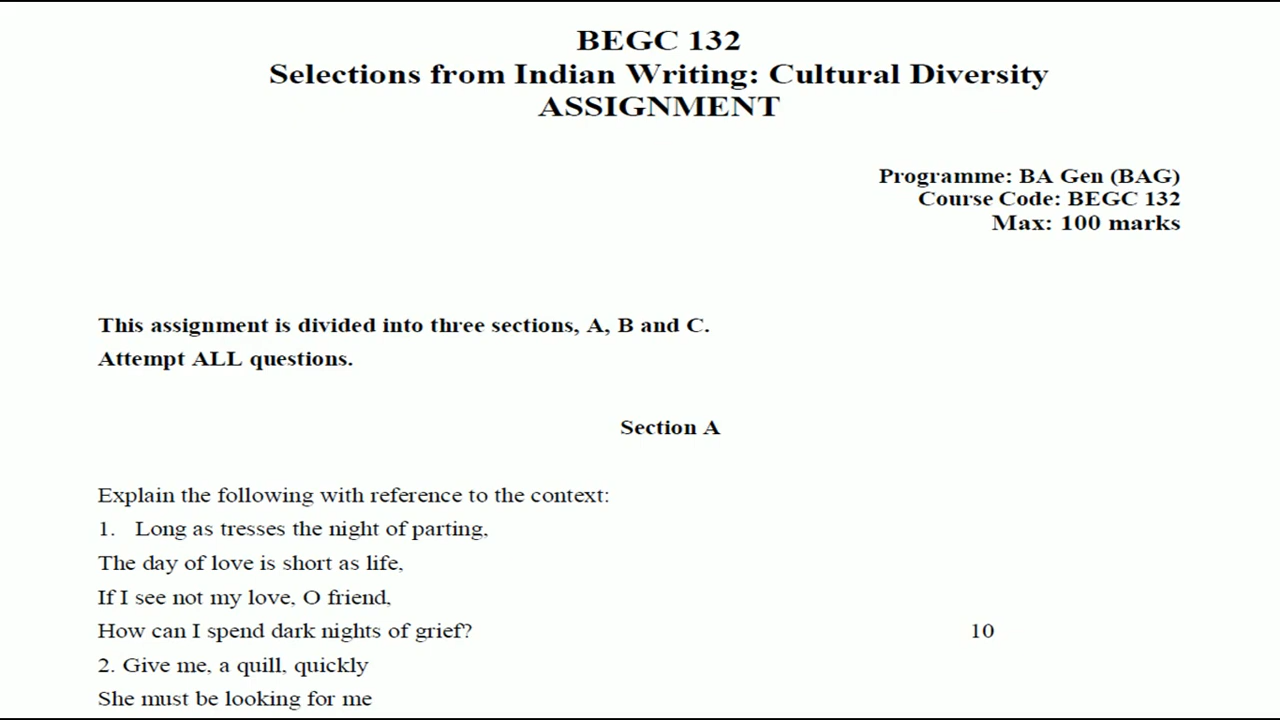 BEGC 132
Selections from Indian Writing: Cultural Diversity
ASSIGNMENT
Programme: BA Gen (BAG)
Course Code: BEGC 132
Max: 100 marks
This assignment is divided into three sections, A, B and C.
Attempt ALL questions.
Section A
Explain the following with reference to the context:
1. Long as tresses the night of parting,
The day of love is short as life,
If I see not my love, O friend,
How can I spend dark nights of grief? 10
2. Give me, a quill, quickly
She must be looking for me